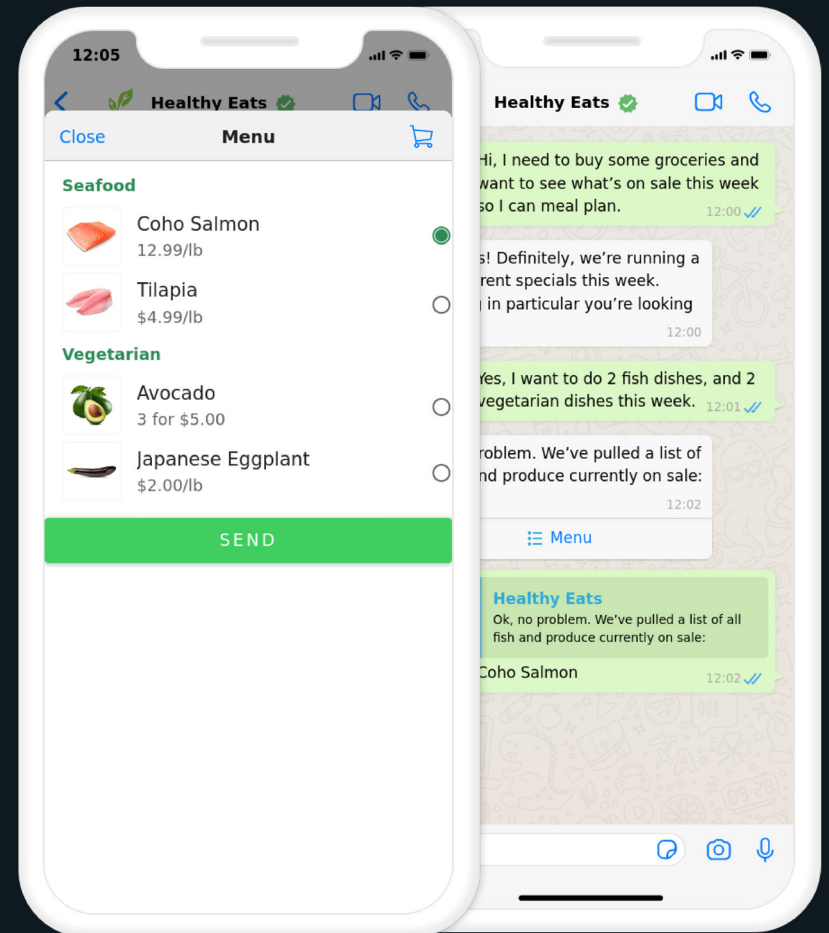 12:05
Healthy Eats
Close
Menu
Seafood
Coho Salmon
12.99/lb
Tilapia
$4.99/lb
Vegetarian
Avocado
3 for $5.00
Japanese Eggplant
$2.00/lb
SEND
Healthy Eats
Hi, I need to buy some groceries and
want to see what’s on sale this week
so I can meal plan.
12:00
s! Definitely, we’re running a
rent specials this week.
in particular you’re looking
12:00
Yes, I want to do 2 fish dishes, and 2
vegetarian dishes this week.
12:01
roblem. We’ve pulled a list of
nd produce currently on sale:
12:02
Menu
Healthy Eats
Ok, no problem. We’ve pulled a list of all
fish and produce currently on sale:
Coho Salmon
12:02